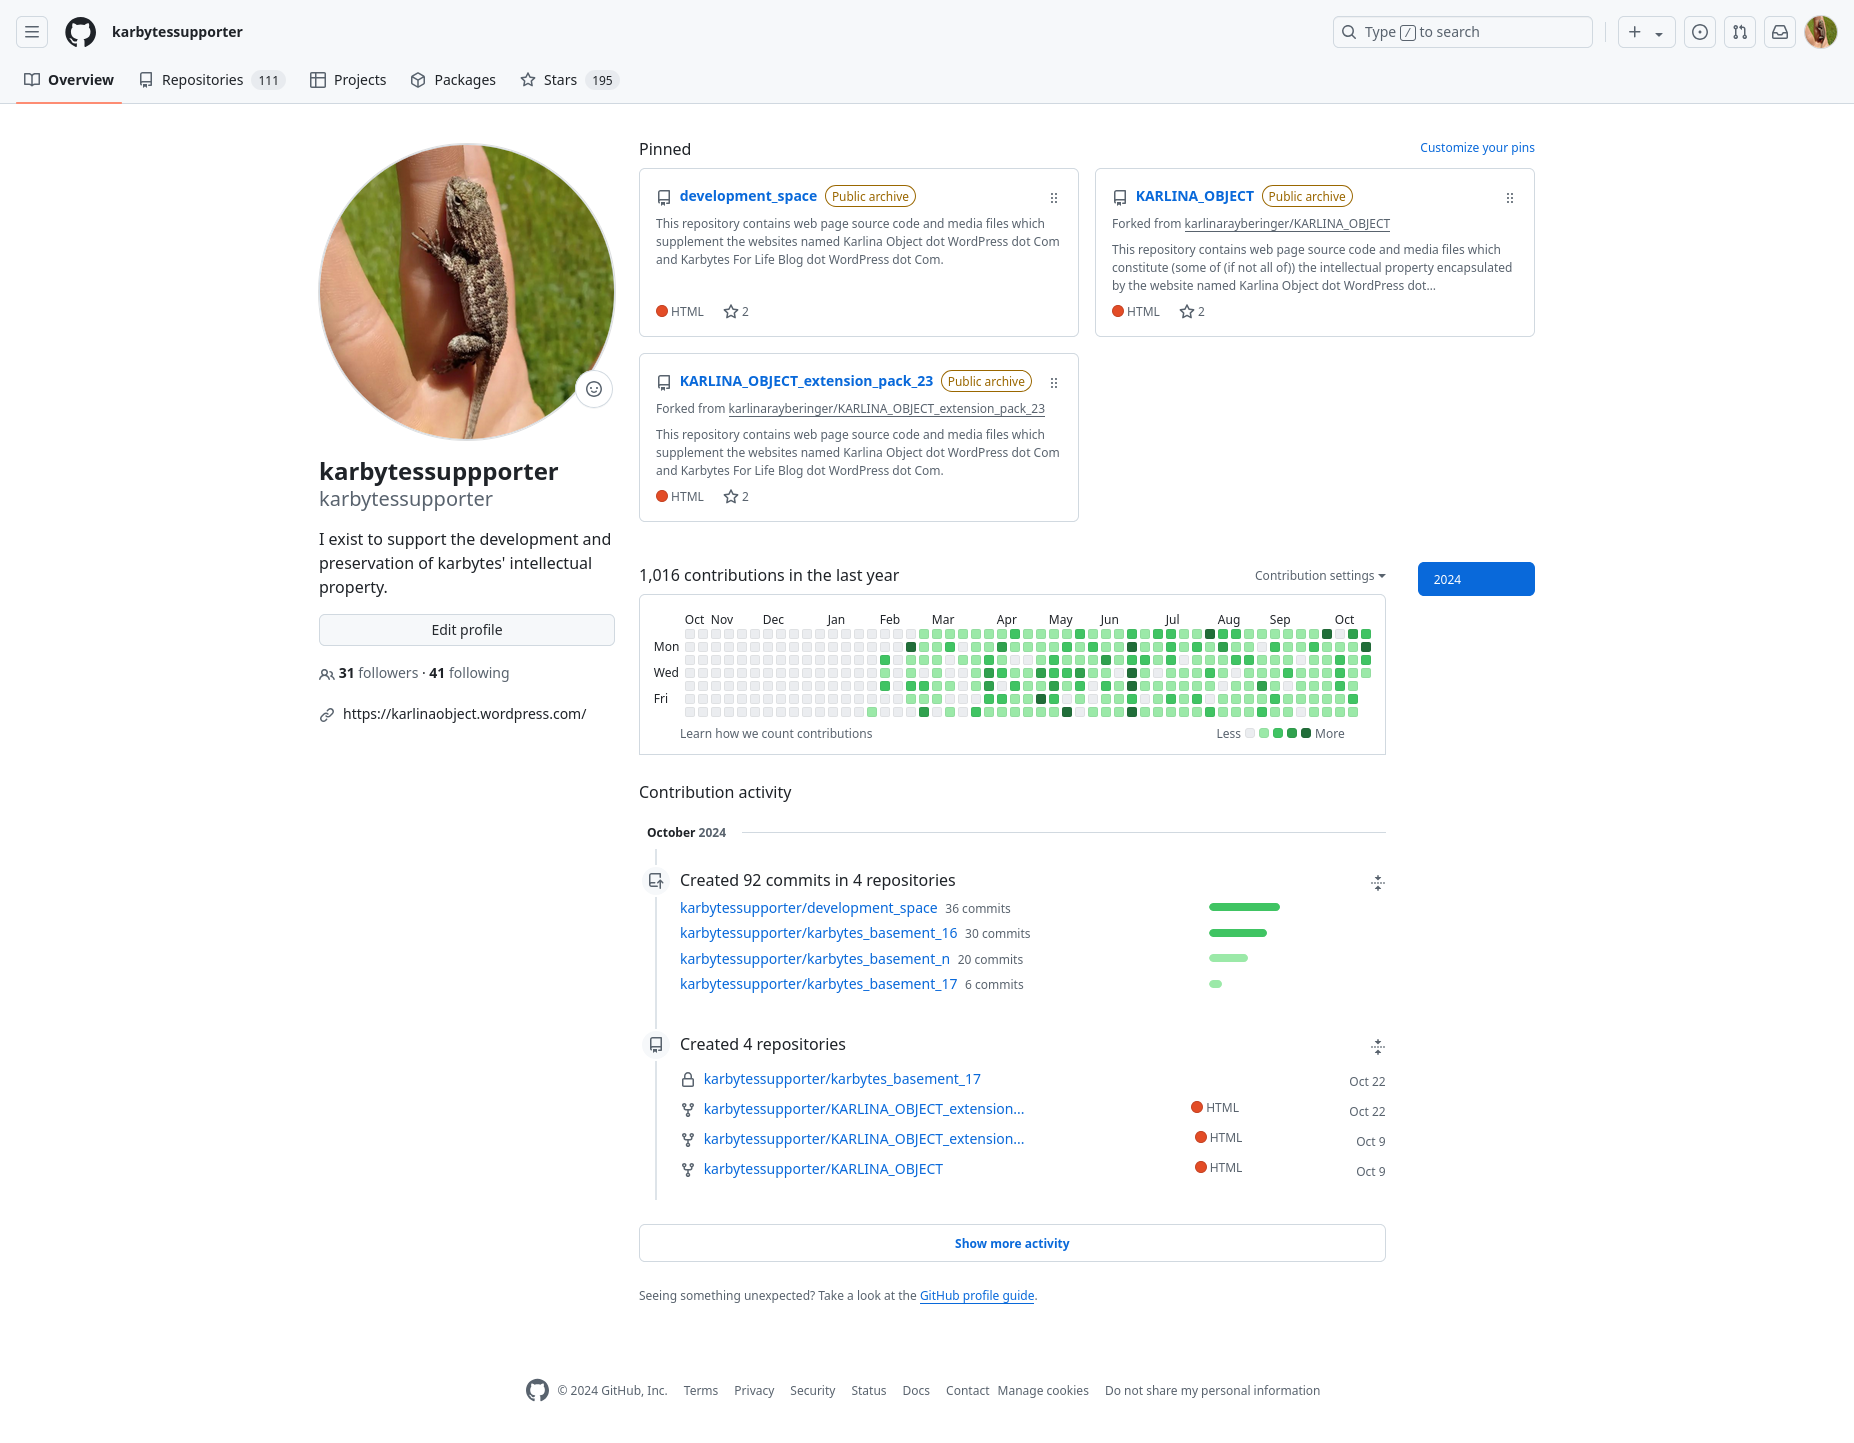 karbytessupporter
Type / to search
Overview
Repositories 111
Projects
Packages
Stars 195
karbytessuppporter
karbytessupporter
I exist to support the development and
preservation of karbytes' intellectual
property.
Edit profile
31 followers · 41 following
https://karlinaobject.wordpress.com/
Pinned
Customize your pins
development_space Public archive
This repository contains web page source code and media files which
supplement the websites named Karlina Object dot WordPress dot Com
and Karbytes For Life Blog dot WordPress dot Com.
HTML 2
KARLINA_OBJECT Public archive
Forked from karlinarayberinger/KARLINA_OBJECT
This repository contains web page source code and media files which
constitute (some of (if not all of)) the intellectual property encapsulated
by the website named Karlina Object dot WordPress dot...
HTML 2
KARLINA_OBJECT_extension_pack_23 Public archive
Forked from karlinarayberinger/KARLINA_OBJECT_extension_pack_23
This repository contains web page source code and media files which
supplement the websites named Karlina Object dot WordPress dot Com
and Karbytes For Life Blog dot WordPress dot Com.
HTML 2
1,016 contributions in the last year
Contribution settings
2024
Oct Nov Dec Jan Feb Mar Apr May Jun Jul Aug Sep Oct
Mon
Wed
Fri
Learn how we count contributions
Less More
Contribution activity
October 2024
Created 92 commits in 4 repositories
karbytessupporter/development_space 36 commits
karbytessupporter/karbytes_basement_16 30 commits
karbytessupporter/karbytes_basement_n 20 commits
karbytessupporter/karbytes_basement_17 6 commits
Created 4 repositories
karbytessupporter/karbytes_basement_17 Oct 22
karbytessupporter/KARLINA_OBJECT_extension... HTML Oct 22
karbytessupporter/KARLINA_OBJECT_extension... HTML Oct 9
karbytessupporter/KARLINA_OBJECT HTML Oct 9
Show more activity
Seeing something unexpected? Take a look at the GitHub profile guide.
© 2024 GitHub, Inc. Terms Privacy Security Status Docs Contact Manage cookies Do not share my personal information